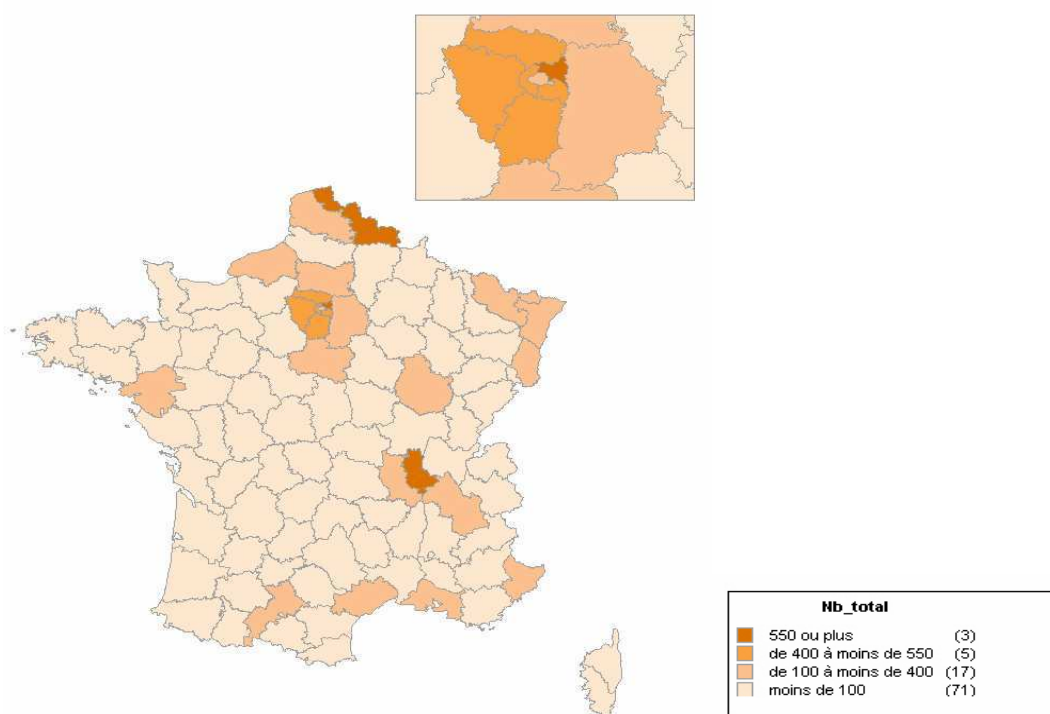 Nb_total
550 ou plus (3)
de 400 à moins de 550 (5)
de 100 à moins de 400 (17)
moins de 100 (71)